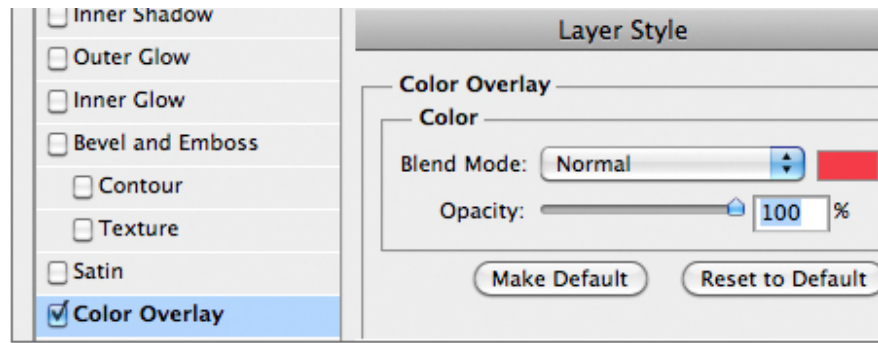 Inner Shadow
Outer Glow
Inner Glow
Bevel and Emboss
Contour
Texture
Satin
Color Overlay
Layer Style
Color Overlay
Color
Blend Mode: Normal
Opacity: 100 %
Make Default Reset to Default